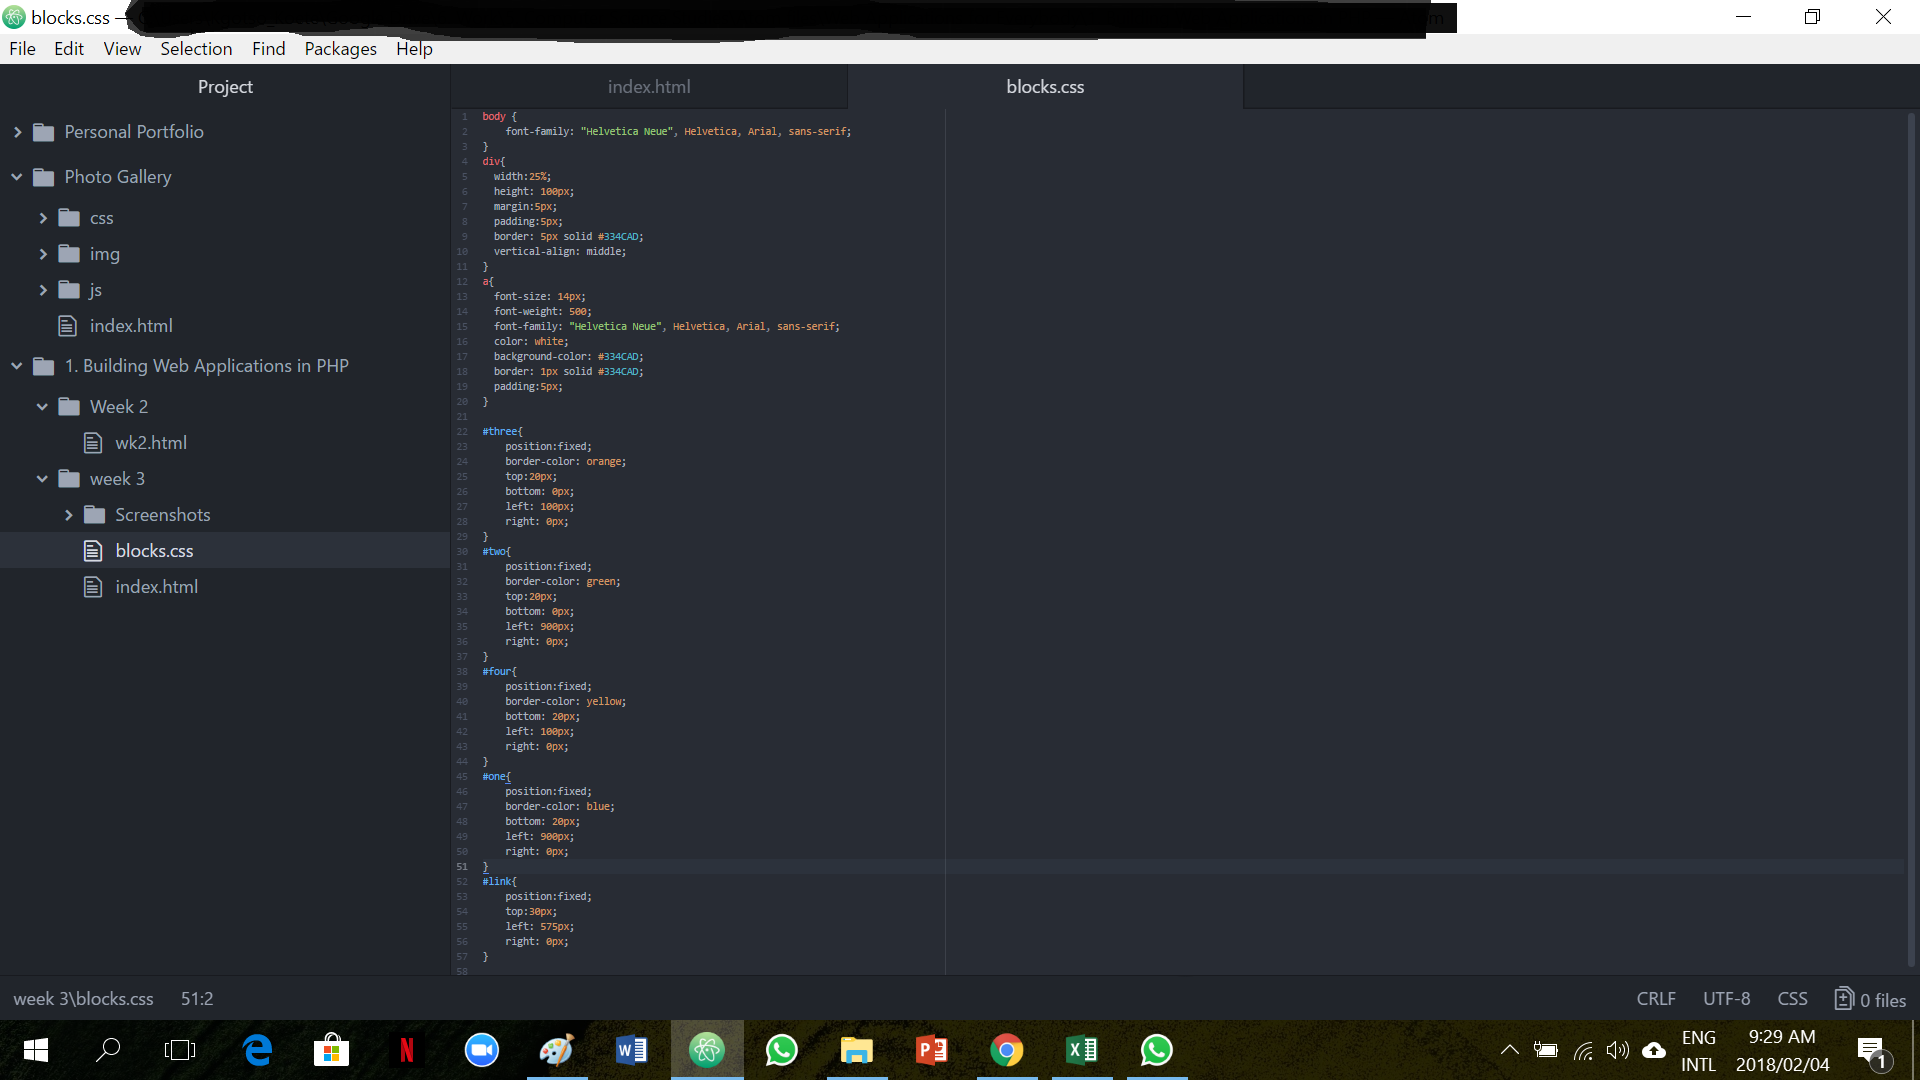 blocks.css —
File Edit View Selection Find Packages Help
Project
Personal Portfolio
Photo Gallery
css
img
js
index.html
1. Building Web Applications in PHP
Week 2
wk2.html
week 3
Screenshots
blocks.css
index.html
index.html
blocks.css
1 body {
2     font-family: "Helvetica Neue", Helvetica, Arial, sans-serif;
3 }
4 div{
5   width:25%;
6   height: 100px;
7   margin:5px;
8   padding:5px;
9   border: 5px solid #334CAD;
10   vertical-align: middle;
11 }
12 a{
13   font-size: 14px;
14   font-weight: 500;
15   font-family: "Helvetica Neue", Helvetica, Arial, sans-serif;
16   color: white;
17   background-color: #334CAD;
18   border: 1px solid #334CAD;
19   padding:5px;
20 }
21
22 #three{
23     position:fixed;
24     border-color: orange;
25     top:20px;
26     bottom: 0px;
27     left: 100px;
28     right: 0px;
29 }
30 #two{
31     position:fixed;
32     border-color: green;
33     top:20px;
34     bottom: 0px;
35     left: 900px;
36     right: 0px;
37 }
38 #four{
39     position:fixed;
40     border-color: yellow;
41     bottom: 20px;
42     left: 100px;
43     right: 0px;
44 }
45 #one{
46     position:fixed;
47     border-color: blue;
48     bottom: 20px;
49     left: 900px;
50     right: 0px;
51 }
52 #link{
53     position:fixed;
54     top:30px;
55     left: 575px;
56     right: 0px;
57 }
58
week 3\blocks.css 51:2 CRLF UTF-8 CSS 0 files
ENG
INTL
9:29 AM
2018/02/04
1